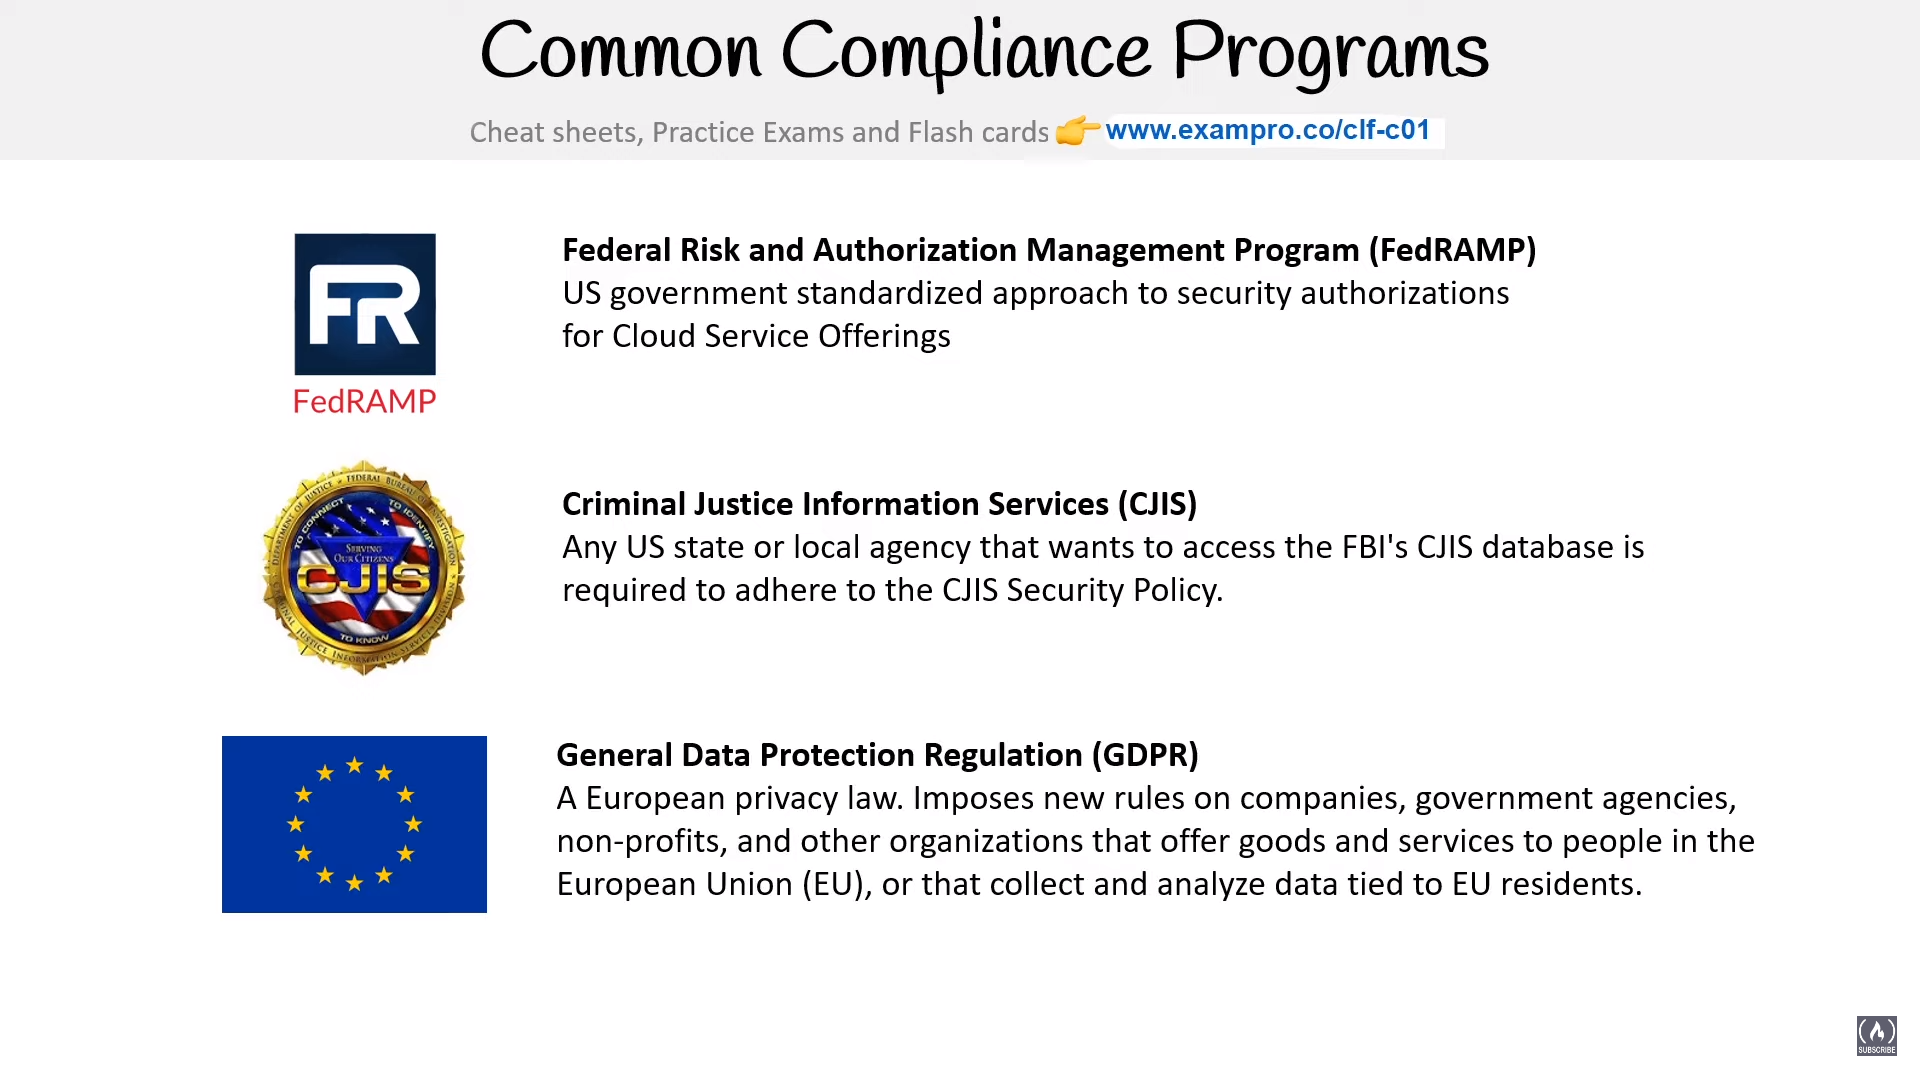 Common Compliance Programs
Cheat sheets, Practice Exams and Flash cards 👉 www.exampro.co/clf-c01
FR
FedRAMP
Federal Risk and Authorization Management Program (FedRAMP)
US government standardized approach to security authorizations
for Cloud Service Offerings
DEPARTMENT OF JUSTICE ★ FEDERAL BUREAU OF INVESTIGATION
CRIMINAL JUSTICE INFORMATION SERVICES DIVISION
TO CONNECT
TO IDENTIFY
SERVING
OUR CITIZENS
CJIS
TO KNOW
Criminal Justice Information Services (CJIS)
Any US state or local agency that wants to access the FBI's CJIS database is
required to adhere to the CJIS Security Policy.
General Data Protection Regulation (GDPR)
A European privacy law. Imposes new rules on companies, government agencies,
non-profits, and other organizations that offer goods and services to people in the
European Union (EU), or that collect and analyze data tied to EU residents.
SUBSCRIBE